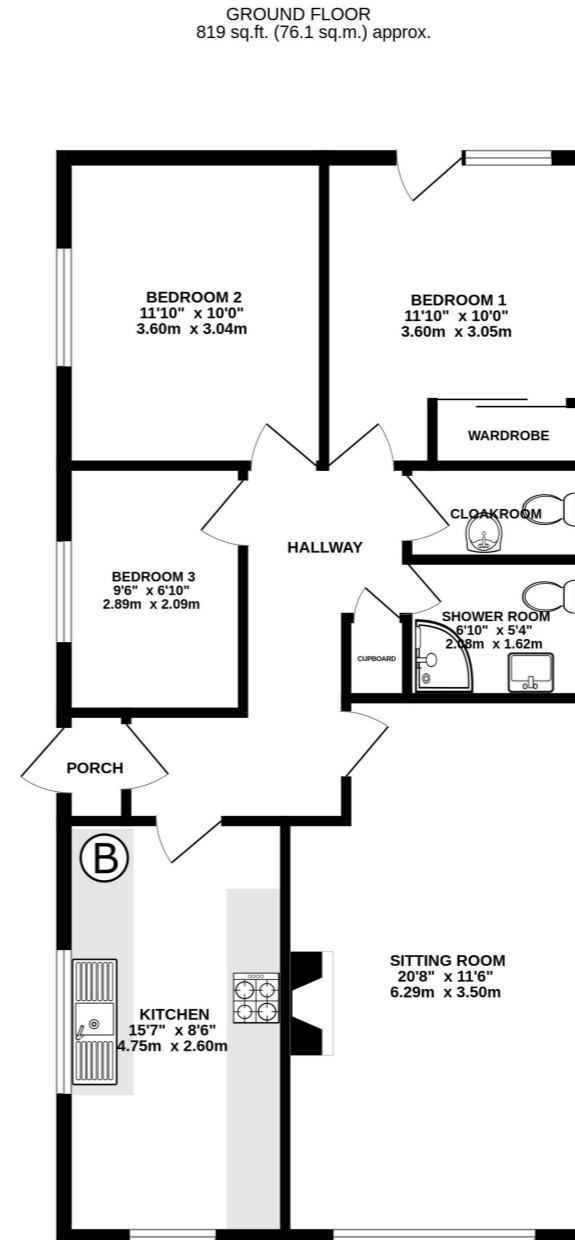 GROUND FLOOR
819 sq.ft. (76.1 sq.m.) approx.
BEDROOM 2
11'10" x 10'0"
3.60m x 3.04m
BEDROOM 1
11'10" x 10'0"
3.60m x 3.05m
WARDROBE
CLOAKROOM
HALLWAY
BEDROOM 3
9'6" x 6'10"
2.89m x 2.09m
SHOWER ROOM
6'10" x 5'4"
2.08m x 1.62m
CUPBOARD
PORCH
B
SITTING ROOM
20'8" x 11'6"
6.29m x 3.50m
KITCHEN
15'7" x 8'6"
4.75m x 2.60m